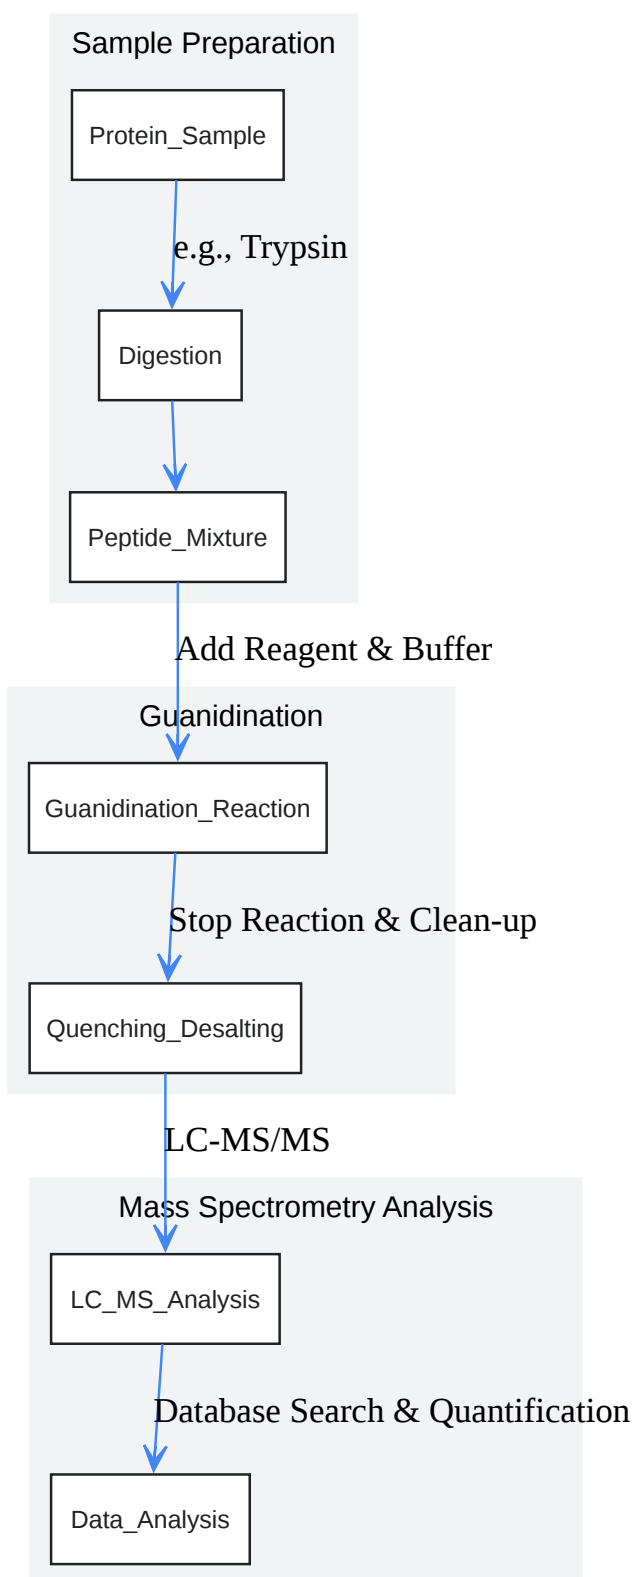 Sample Preparation
Protein_Sample
e.g., Trypsin
Digestion
Peptide_Mixture
Add Reagent & Buffer
Guanidination
Guanidination_Reaction
Stop Reaction & Clean-up
Quenching_Desalting
LC-MS/MS
Mass Spectrometry Analysis
LC_MS_Analysis
Database Search & Quantification
Data_Analysis